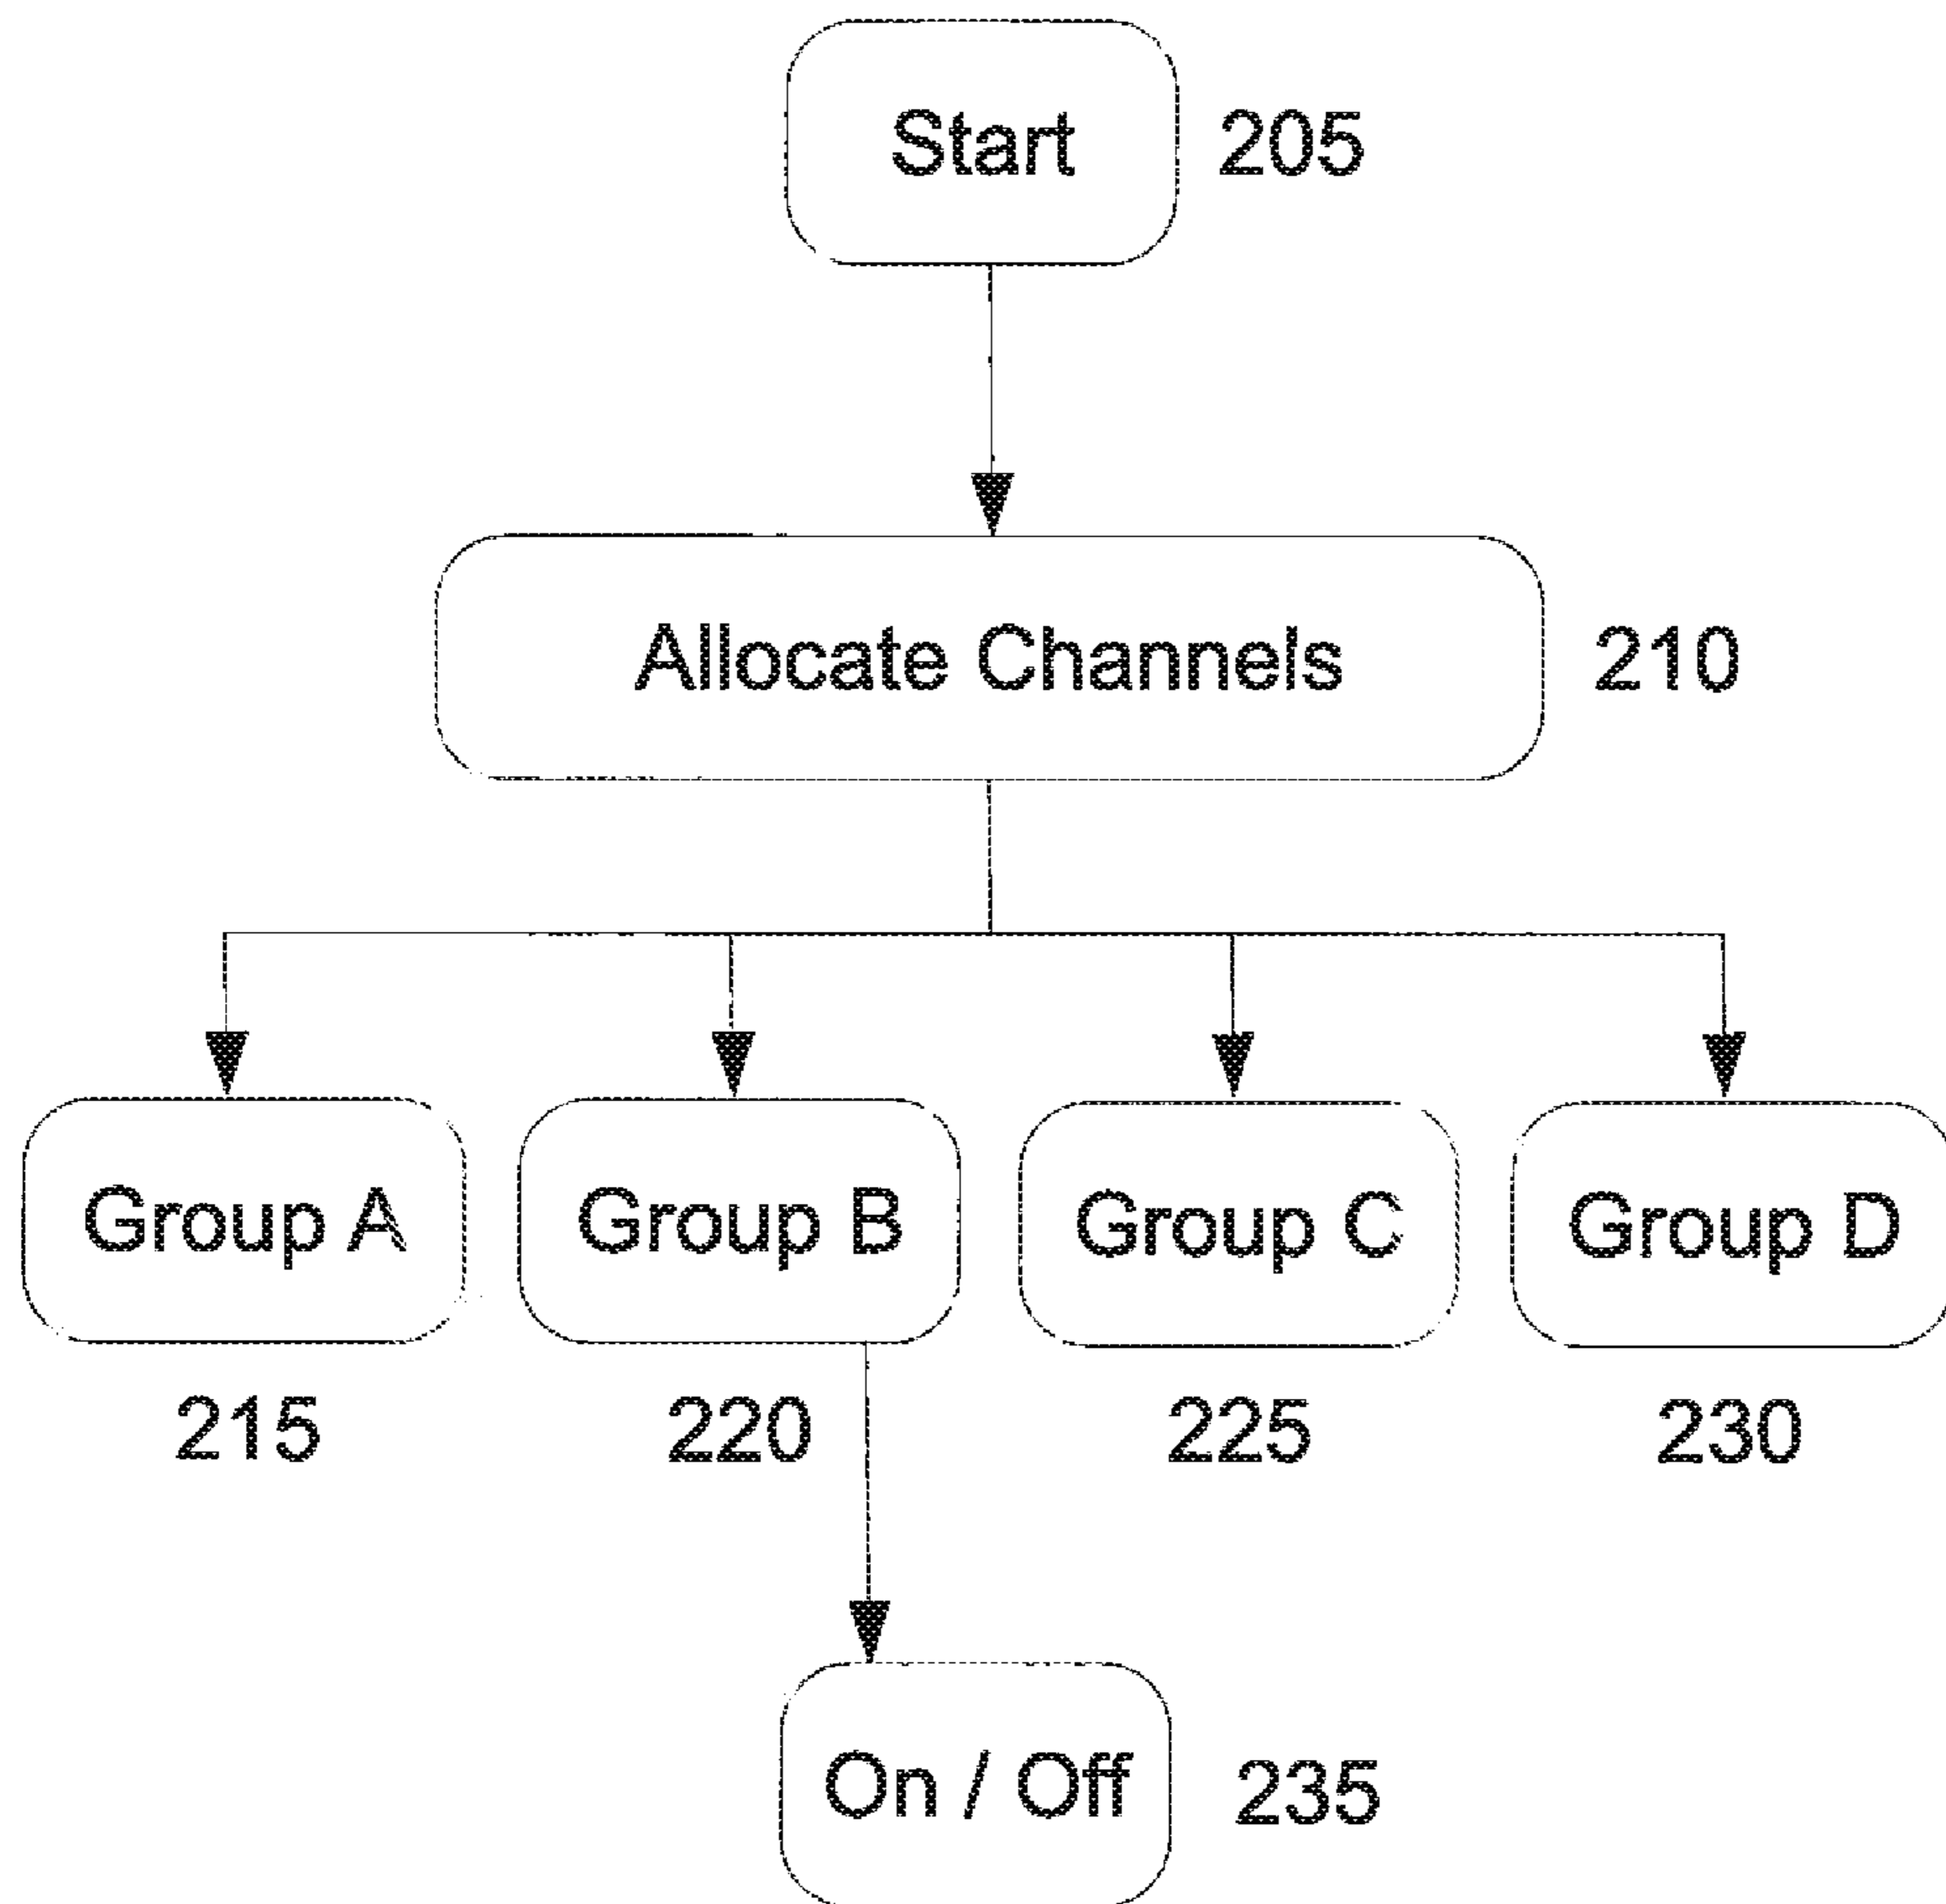 Start 205
Allocate Channels 210
Group A Group B Group C Group D
215 220 225 230
On / Off 235